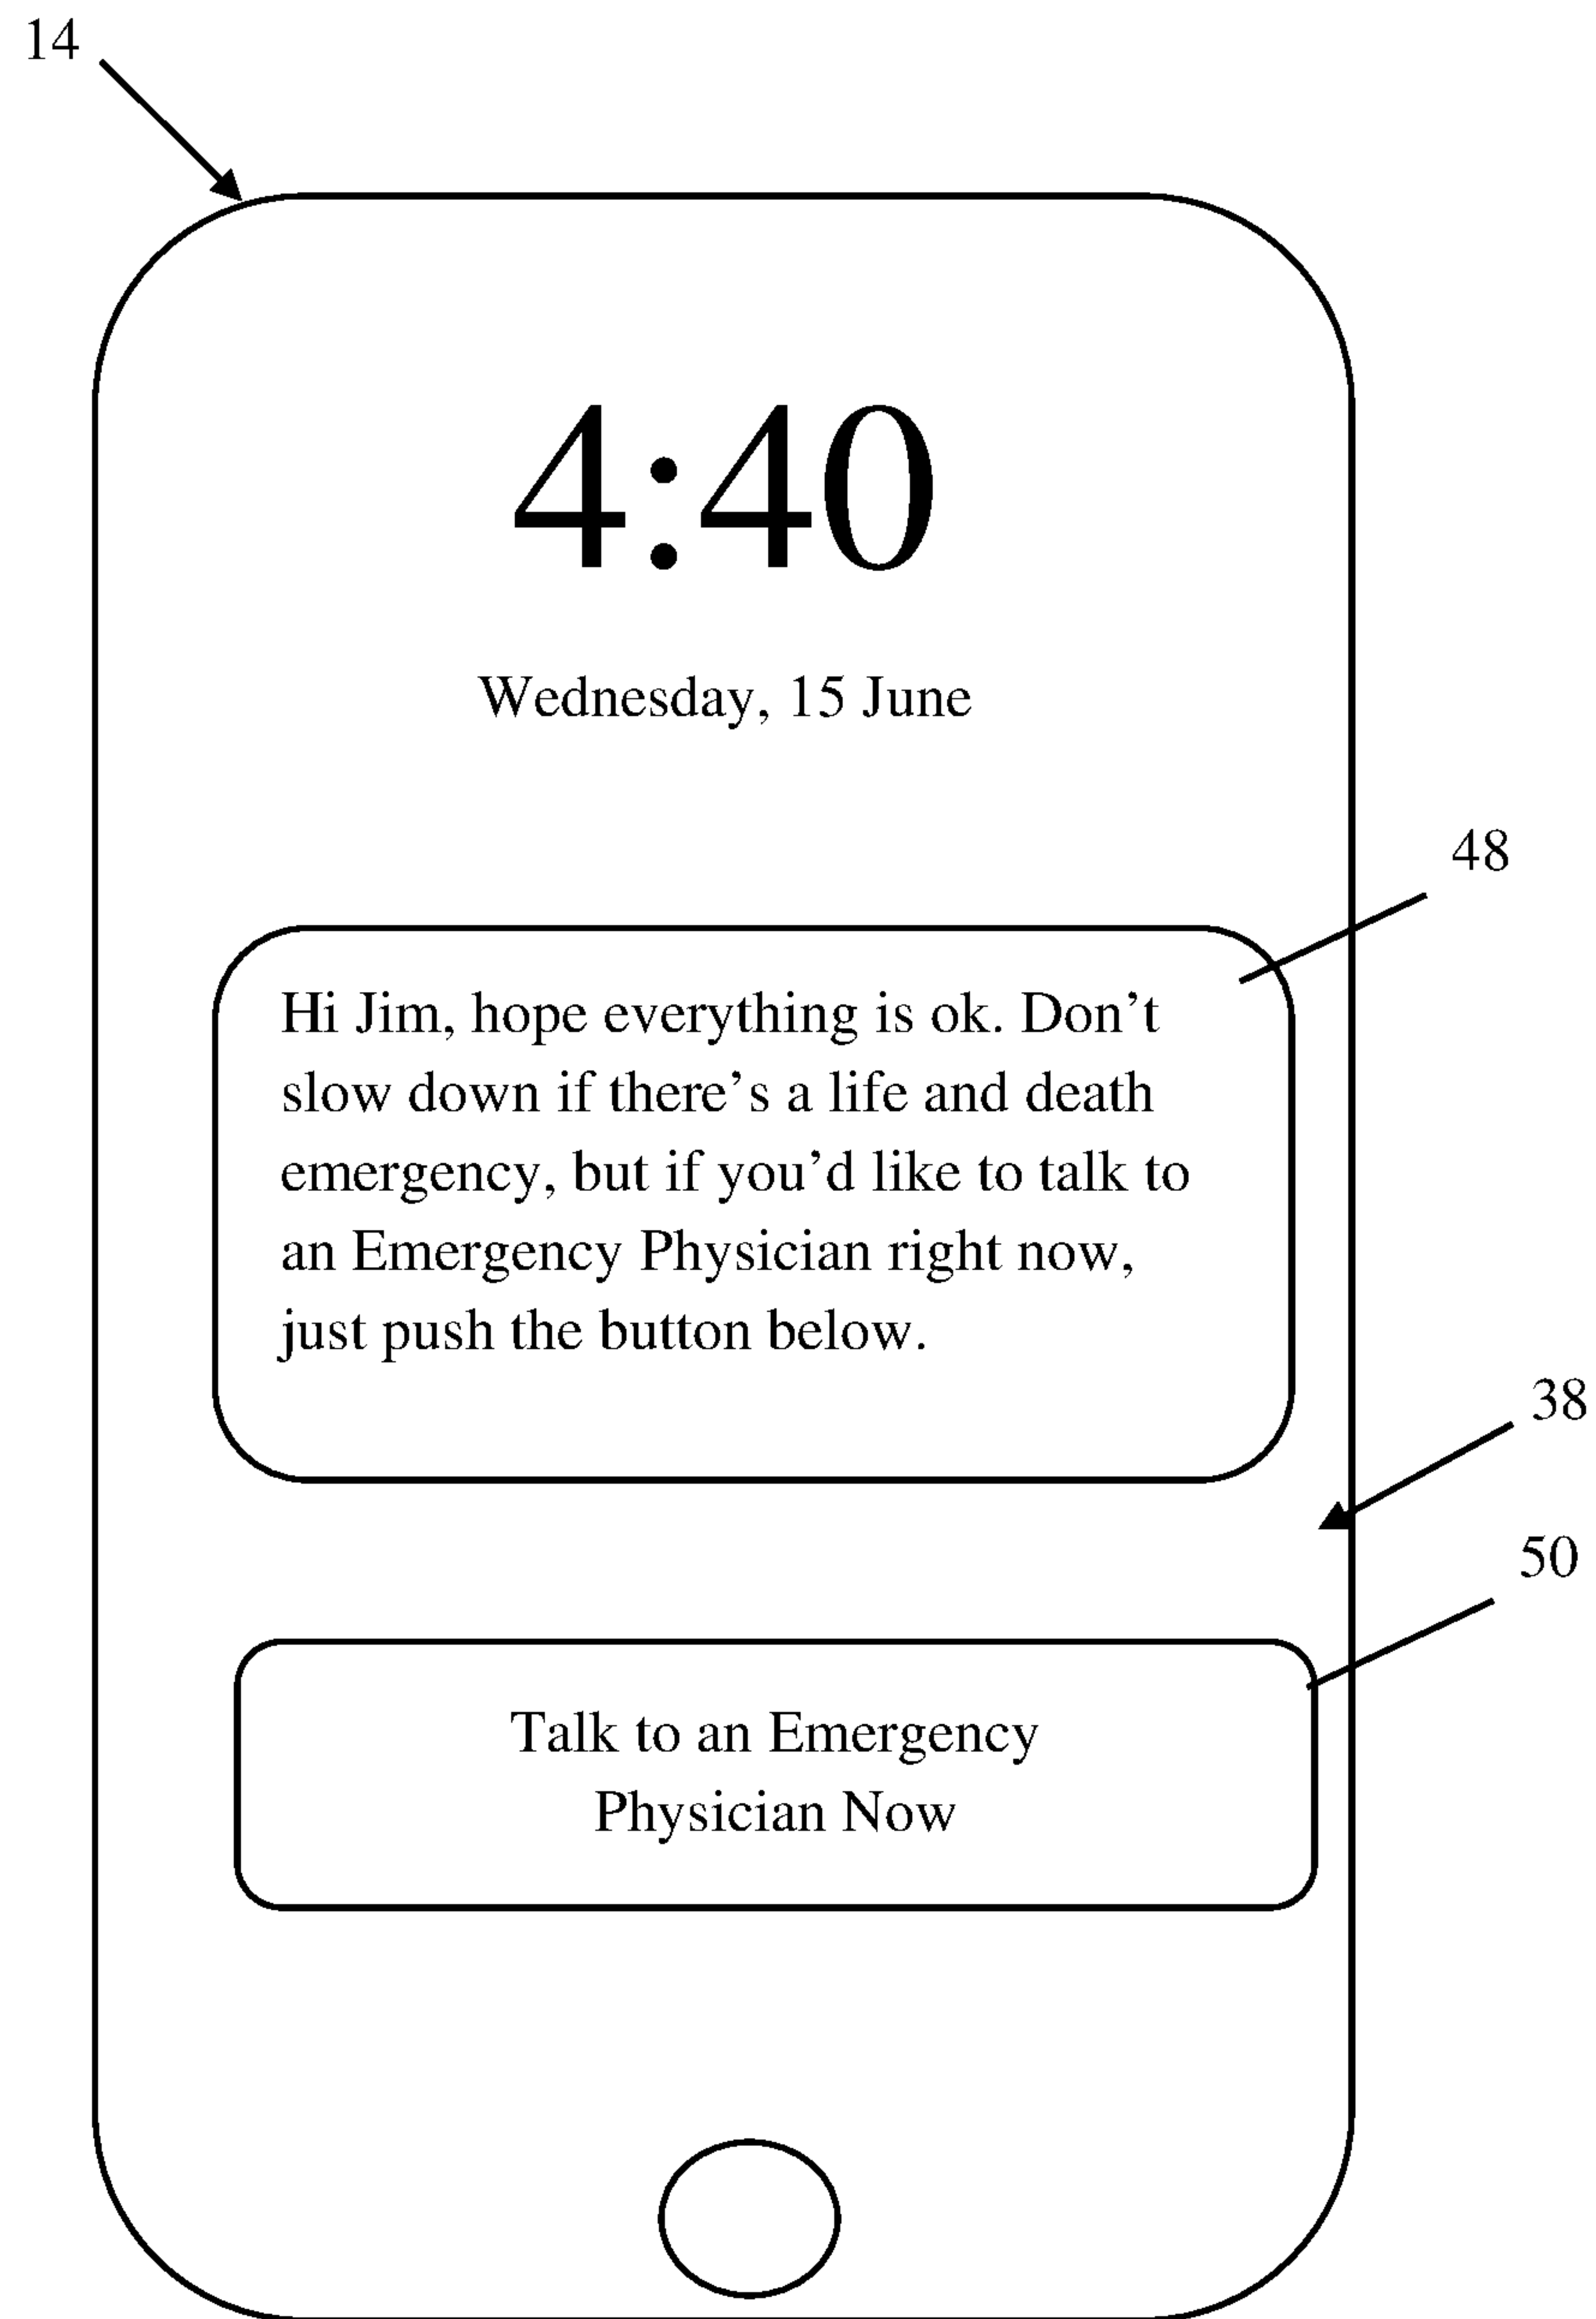 14
4:40
Wednesday, 15 June
48
Hi Jim, hope everything is ok. Don’t
slow down if there’s a life and death
emergency, but if you’d like to talk to
an Emergency Physician right now,
just push the button below.
38
50
Talk to an Emergency
Physician Now